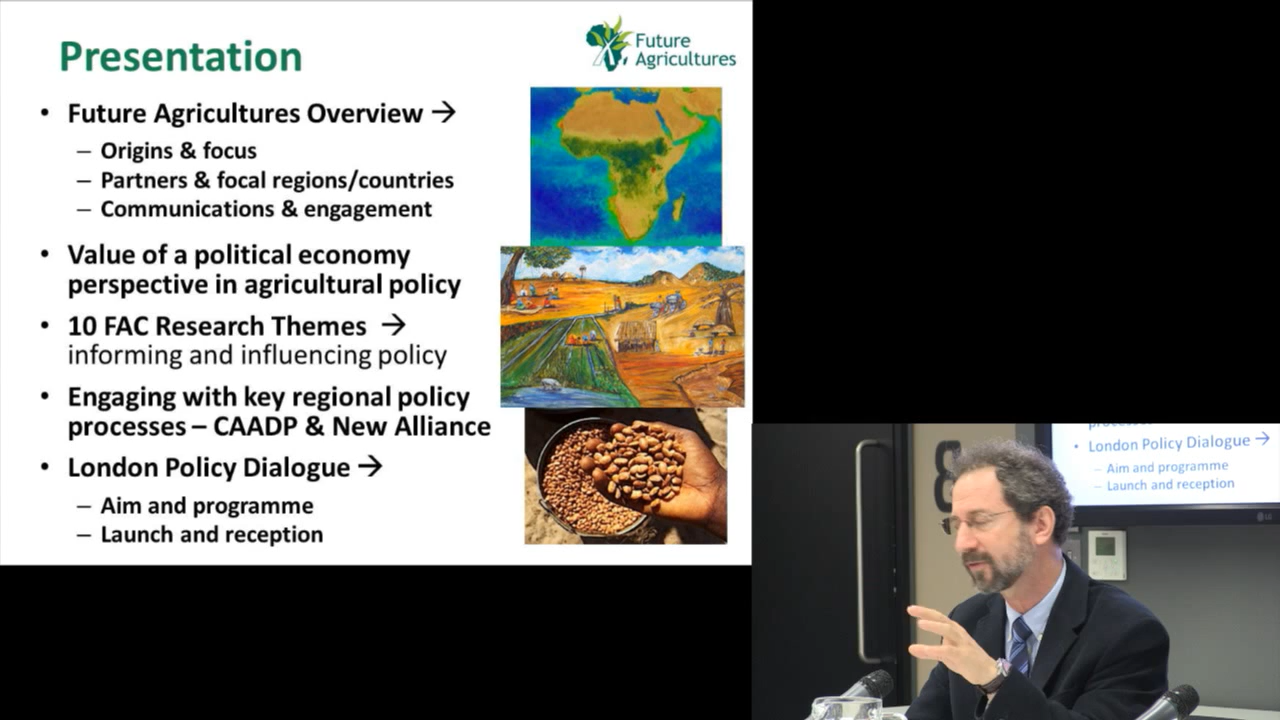 Presentation
Future
Agricultures
• Future Agricultures Overview →
– Origins & focus
– Partners & focal regions/countries
– Communications & engagement
• Value of a political economy
perspective in agricultural policy
• 10 FAC Research Themes →
informing and influencing policy
• Engaging with key regional policy
processes – CAADP & New Alliance
• London Policy Dialogue →
– Aim and programme
– Launch and reception
8
• London Policy Dialogue →
– Aim and programme
– Launch and reception
LG